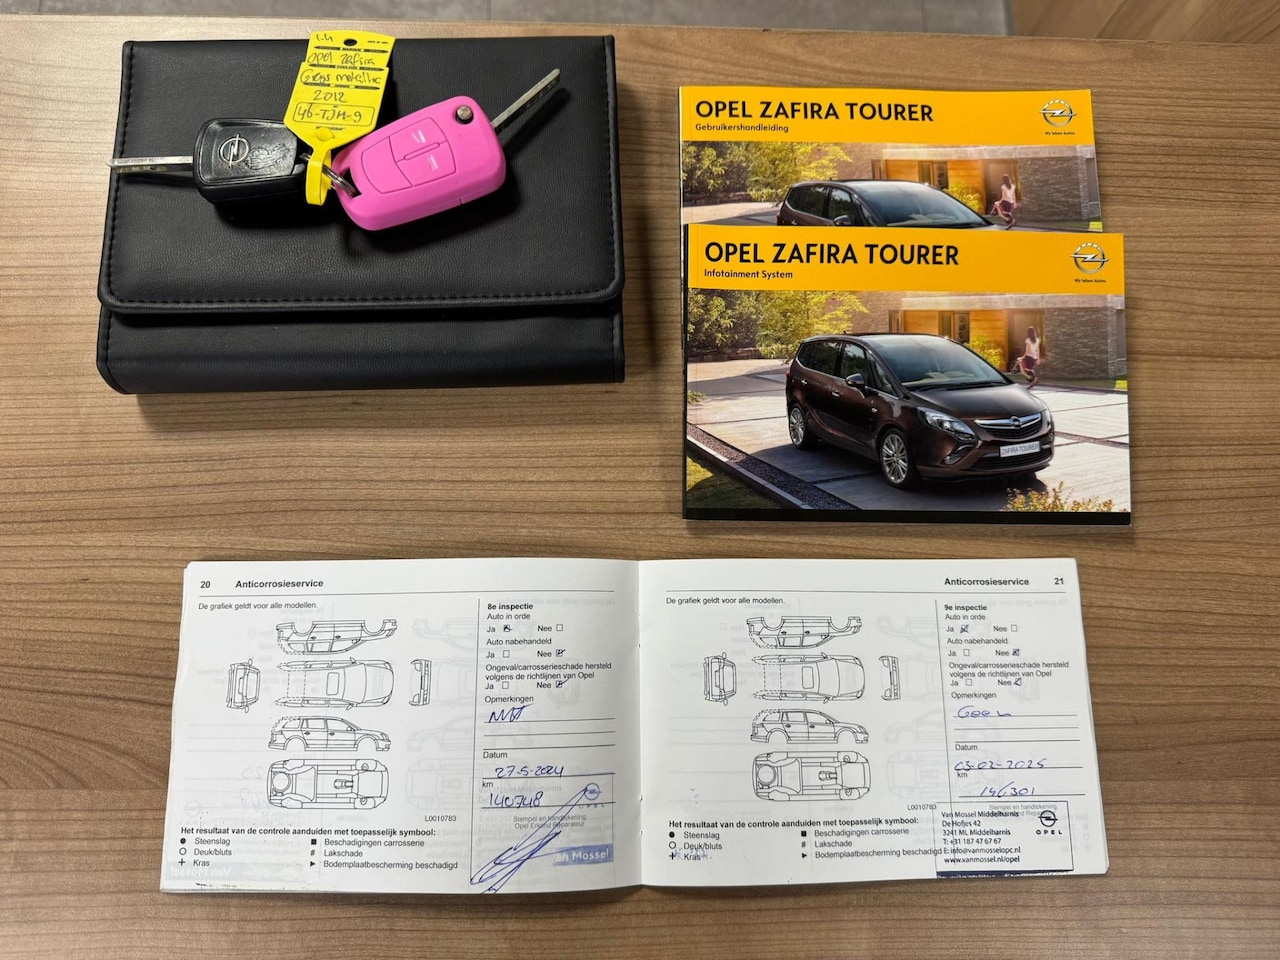 1.4
MARQUE
Opel Zafira
Grijs metallic
2012
46-TJH-9
OPEL ZAFIRA TOURER
Gebruikershandleiding
Wir leben Autos.
OPEL ZAFIRA TOURER
Infotainment System
Wir leben Autos.
ZAFIRA TOURER
20 Anticorrosieservice
De grafiek geldt voor alle modellen.
8e inspectie
Auto in orde
Ja Nee
Auto nabehandeld
Ja Nee
Ongeval/carrosserieschade hersteld
volgens de richtlijnen van Opel
Ja Nee
Opmerkingen
Datum
27-5-2024
km
140748
L0010783
Stempel en handtekening
Opel Erkend Reparateur
OPEL
van Mossel
Het resultaat van de controle aanduiden met toepasselijk symbool:
Steenslag
Deuk/bluts
Kras
Beschadigingen carrosserie
# Lakschade
Bodemplaatbescherming beschadigd
Anticorrosieservice 21
De grafiek geldt voor alle modellen.
9e inspectie
Auto in orde
Ja Nee
Auto nabehandeld
Ja Nee
Ongeval/carrosserieschade hersteld
volgens de richtlijnen van Opel
Ja Nee
Opmerkingen
Geen
Datum
03-02-2025
km
146301
L0010783
Stempel en handtekening
Van Mossel Middelharnis
De Hofjes 42
3241 ML Middelharnis
T: +31 187 47 67 67
E: info@vanmosselopc.nl
www.vanmossel.nl/opel
OPEL
Het resultaat van de controle aanduiden met toepasselijk symbool:
Steenslag
Deuk/bluts
Kras
Beschadigingen carrosserie
# Lakschade
Bodemplaatbescherming beschadigd